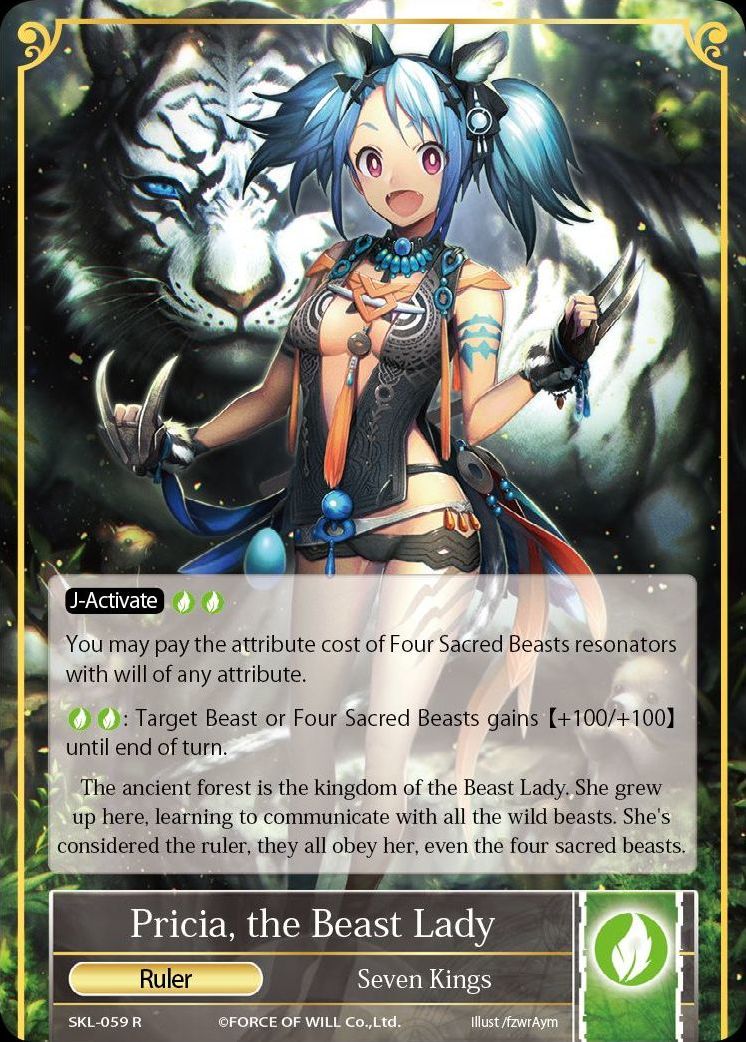 J-Activate
You may pay the attribute cost of Four Sacred Beasts resonators
with will of any attribute.
: Target Beast or Four Sacred Beasts gains 【+100/+100】
until end of turn.
The ancient forest is the kingdom of the Beast Lady. She grew
up here, learning to communicate with all the wild beasts. She's
considered the ruler, they all obey her, even the four sacred beasts.
Pricia, the Beast Lady
Ruler
Seven Kings
SKL-059 R
©FORCE OF WILL Co.,Ltd.
Illust /fzwrAym